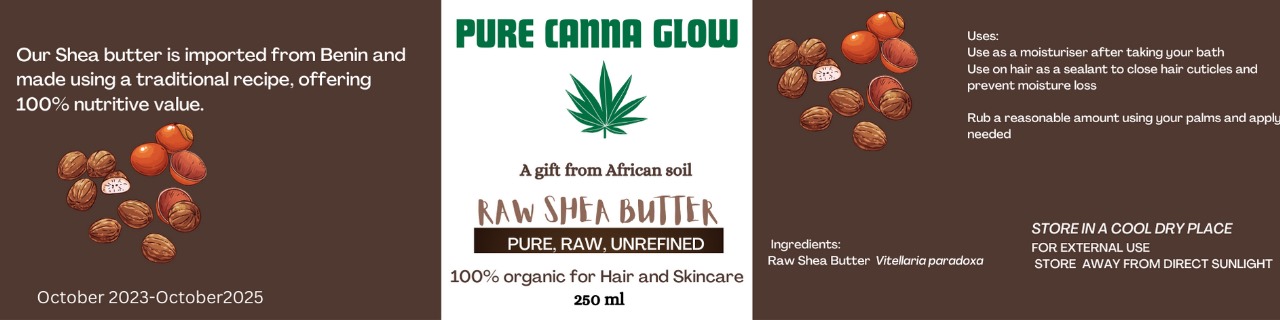 Our Shea butter is imported from Benin and
made using a traditional recipe, offering
100% nutritive value.
October 2023-October2025
PURE CANNA GLOW
A gift from African soil
RAW SHEA BUTTER
PURE, RAW, UNREFINED
100% organic for Hair and Skincare
250 ml
Uses:
Use as a moisturiser after taking your bath
Use on hair as a sealant to close hair cuticles and
prevent moisture loss
Rub a reasonable amount using your palms and apply
needed
Ingredients:
Raw Shea Butter Vitellaria paradoxa
STORE IN A COOL DRY PLACE
FOR EXTERNAL USE
STORE AWAY FROM DIRECT SUNLIGHT